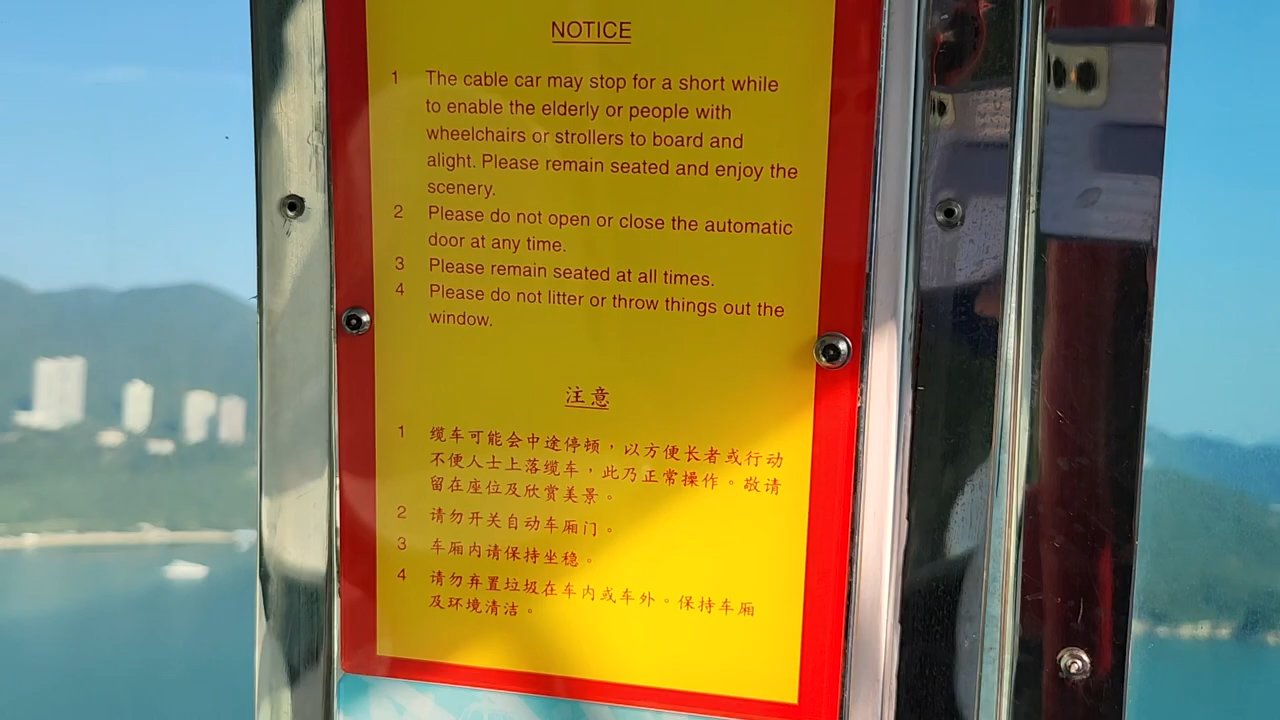 NOTICE
1 The cable car may stop for a short while
to enable the elderly or people with
wheelchairs or strollers to board and
alight. Please remain seated and enjoy the
scenery.
2 Please do not open or close the automatic
door at any time.
3 Please remain seated at all times.
4 Please do not litter or throw things out the
window.
注意
1 缆车可能会中途停顿，以方便长者或行动
不便人士上落缆车，此乃正常操作。敬请
留在座位及欣赏美景。
2 请勿开关自动车厢门。
3 车厢内请保持坐稳。
4 请勿弃置垃圾在车内或车外。保持车厢
及环境清洁。